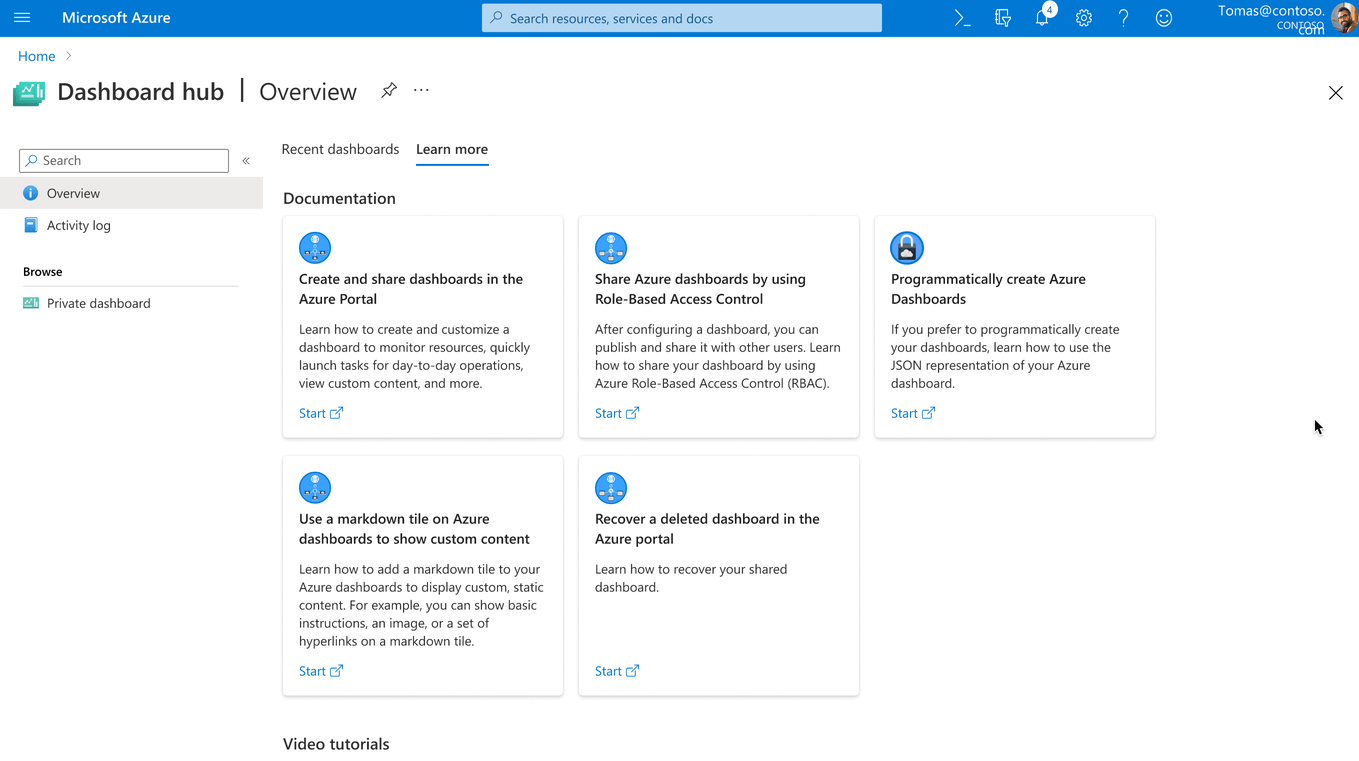 Microsoft Azure
Search resources, services and docs
4
Tomas@contoso.
CONTOSO
com
Home
Dashboard hub | Overview
Search
Overview
Activity log
Browse
Private dashboard
Recent dashboards
Learn more
Documentation
Create and share dashboards in the
Azure Portal
Learn how to create and customize a
dashboard to monitor resources, quickly
launch tasks for day-to-day operations,
view custom content, and more.
Start
Share Azure dashboards by using
Role-Based Access Control
After configuring a dashboard, you can
publish and share it with other users. Learn
how to share your dashboard by using
Azure Role-Based Access Control (RBAC).
Start
Programmatically create Azure
Dashboards
If you prefer to programmatically create
your dashboards, learn how to use the
JSON representation of your Azure
dashboard.
Start
Use a markdown tile on Azure
dashboards to show custom content
Learn how to add a markdown tile to your
Azure dashboards to display custom, static
content. For example, you can show basic
instructions, an image, or a set of
hyperlinks on a markdown tile.
Start
Recover a deleted dashboard in the
Azure portal
Learn how to recover your shared
dashboard.
Start
Video tutorials